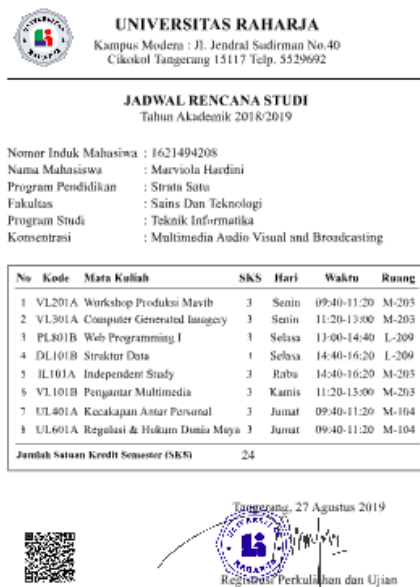 UNIVERSITAS RAHARJA
Kampus Modern : Jl. Jendral Sudirman No.40
Cikokol Tangerang 15117 Telp. 5529692
JADWAL RENCANA STUDI
Tahun Akademik 2018/2019
Nomor Induk Mahasiwa : 1621494208
Nama Mahasiswa : Marviola Hardini
Program Pendidikan : Strata Satu
Fakultas : Sains Dan Teknologi
Program Studi : Teknik Informatika
Konsentrasi : Multimedia Audio Visual and Broadcasting
No Kode Mata Kuliah SKS Hari Waktu Ruang
1 VL201A Workshop Produksi Mavib 3 Senin 09:40-11:20 M-203
2 VL301A Computer Generated Imagery 3 Senin 11:20-13:00 M-203
3 PL801B Web Programming I 3 Selasa 13:00-14:40 L-209
4 DL101B Struktur Data Selasa 14:40-16:20 L-209
5 IL101A Independent Study 3 Rabu 14:40-16:20 M-203
6 VL101B Pengantar Multimedia 3 Kamis 11:20-13:00 M-203
7 UL401A Kecakapan Antar Personal 3 Jumat 09:40-11:20 M-104
8 UL601A Regulasi & Hukum Dunia Maya 3 Jumat 09:40-11:20 M-104
Jumlah Satuan Kredit Semester (SKS) 24
Tangerang, 27 Agustus 2019
Registrasi Perkuliahan dan Ujian